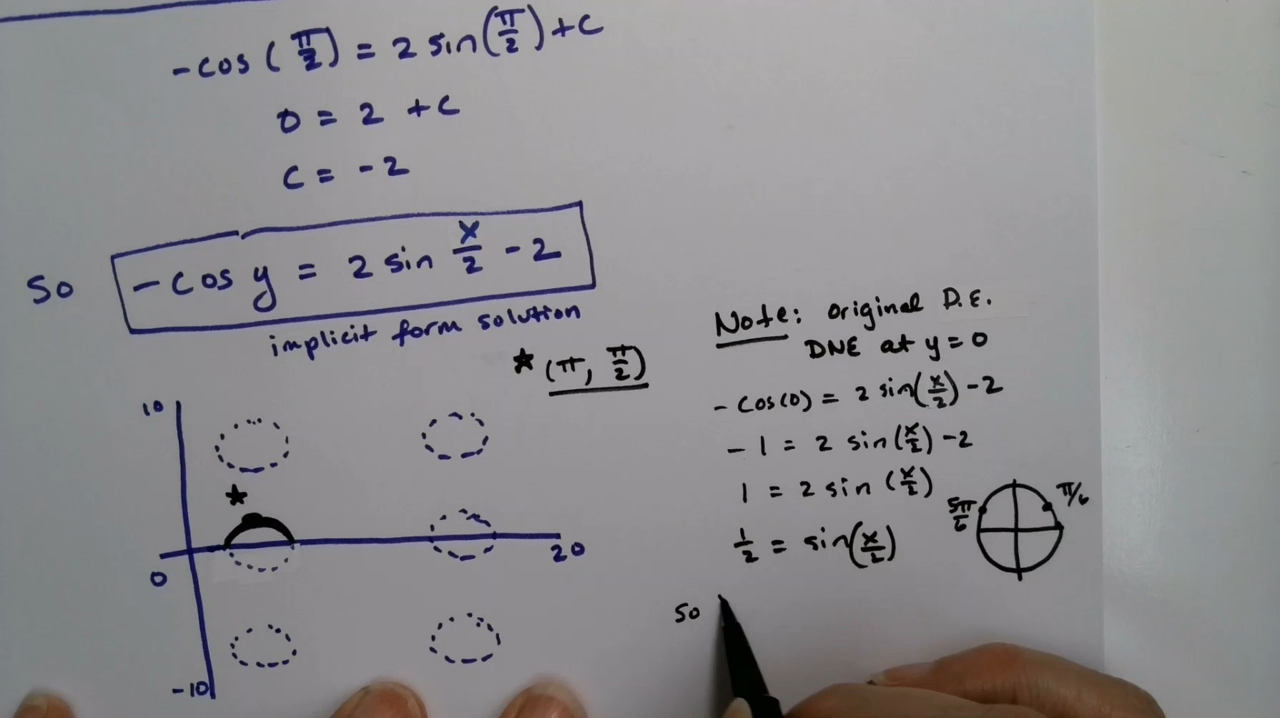 -cos(π/2) = 2 sin(π/2) + c
0 = 2 + c
c = -2
So -cos y = 2 sin x/2 - 2
implicit form solution
* (π, π/2)
10
*
0
20
-10
Note: original D.E.
DNE at y=0
-cos(0) = 2 sin(x/2) - 2
-1 = 2 sin(x/2) - 2
1 = 2 sin(x/2)
1/2 = sin(x/2)
5π/6
π/6
so